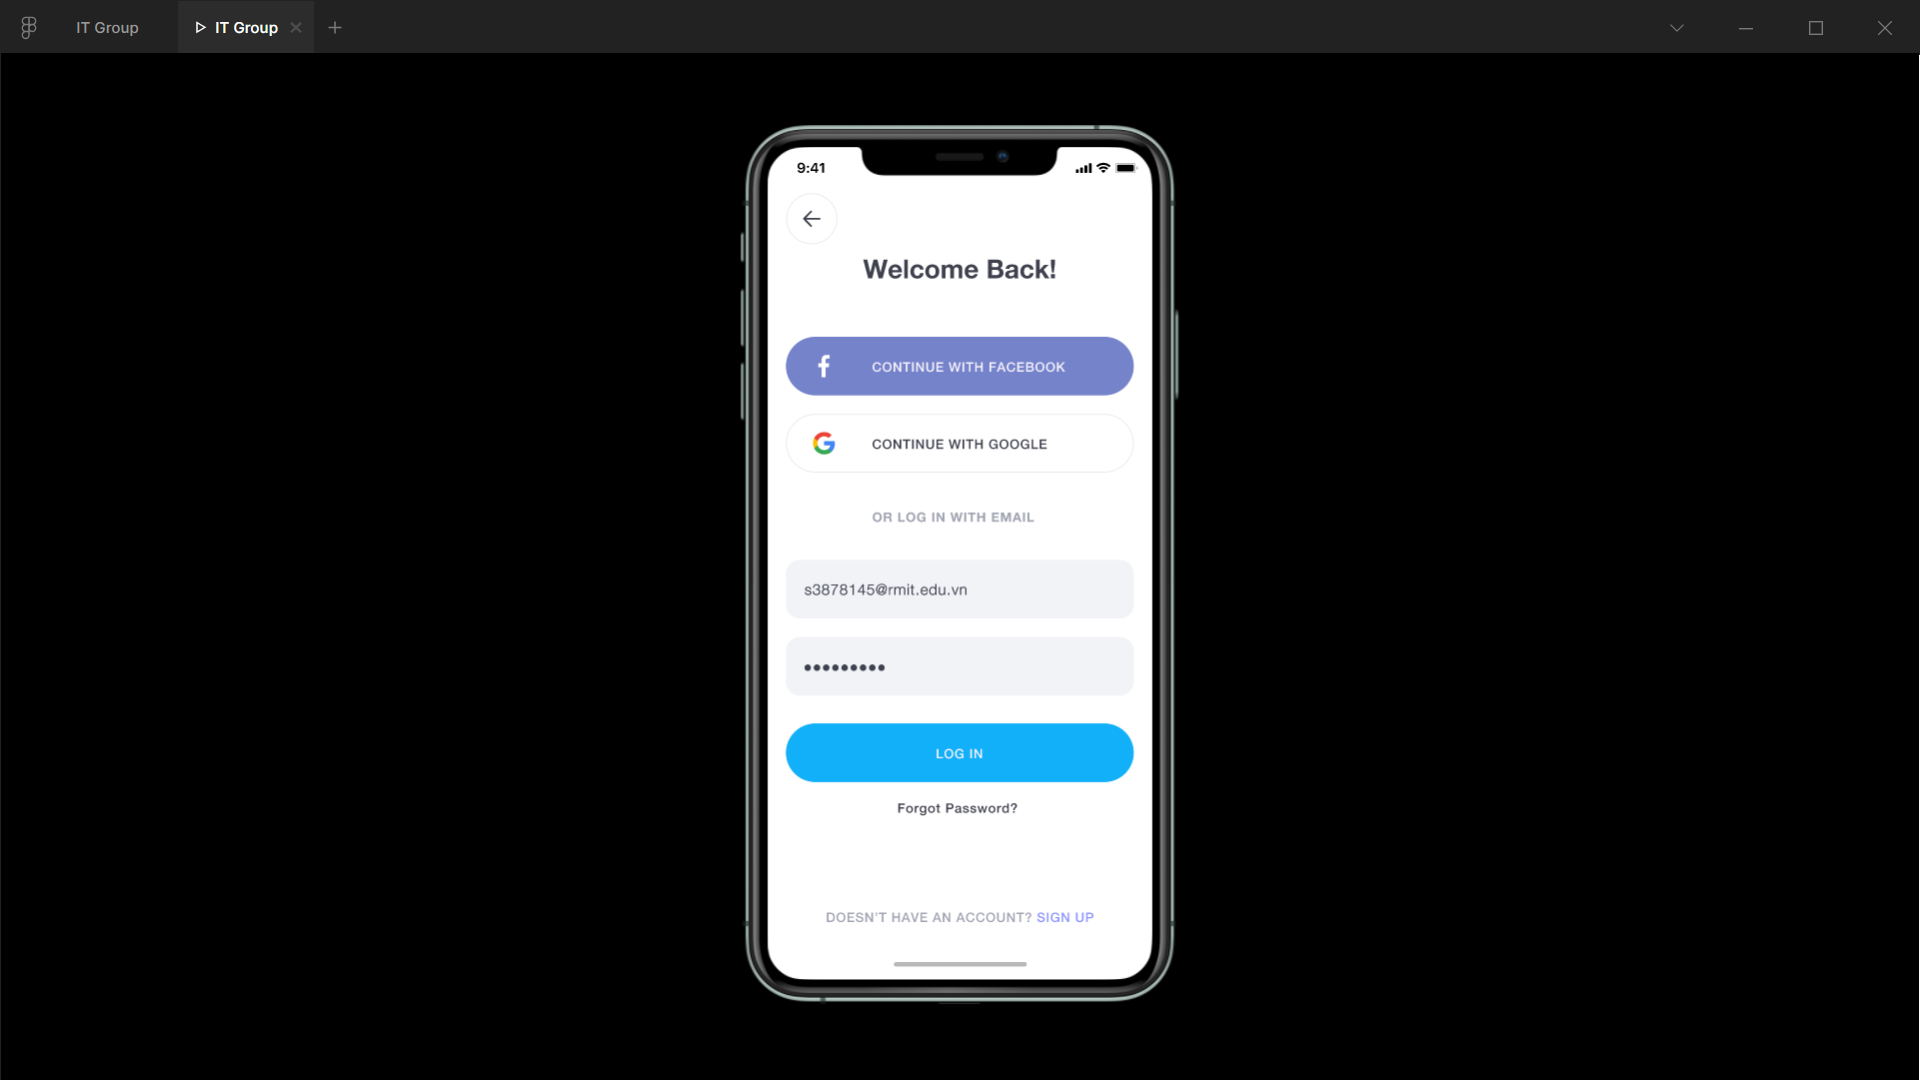 IT Group
IT Group
9:41
Welcome Back!
CONTINUE WITH FACEBOOK
CONTINUE WITH GOOGLE
OR LOG IN WITH EMAIL
s3878145@rmit.edu.vn
•••••••••
LOG IN
Forgot Password?
DOESN'T HAVE AN ACCOUNT? SIGN UP